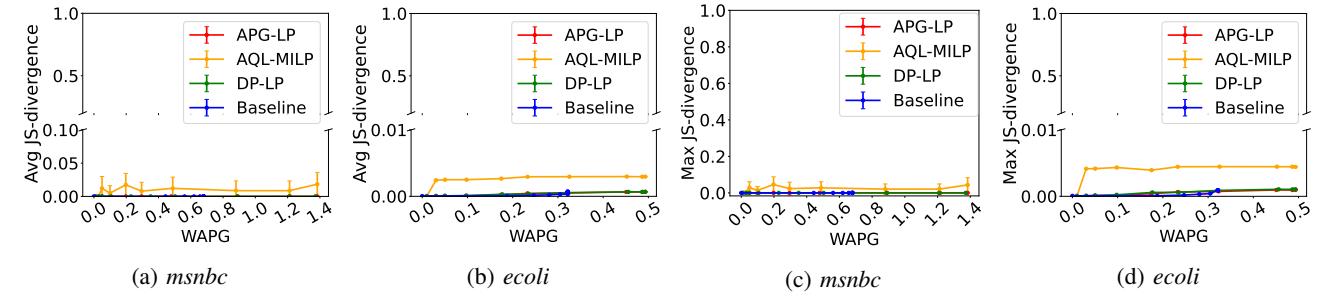 Avg JS-divergence
1.0
0.5
0.10
0.05
0.00
0.0 0.2 0.4 0.6 0.8 1.0 1.2 1.4
WAPG
APG-LP
AQL-MILP
DP-LP
Baseline
(a) msnbc
Avg JS-divergence
1.0
0.5
0.01
0.00
0.0 0.1 0.2 0.3 0.4 0.5
WAPG
APG-LP
AQL-MILP
DP-LP
Baseline
(b) ecoli
Max JS-divergence
1.0
0.8
0.6
0.4
0.2
0.0
0.0 0.2 0.4 0.6 0.8 1.0 1.2 1.4
WAPG
APG-LP
AQL-MILP
DP-LP
Baseline
(c) msnbc
Max JS-divergence
1.0
0.5
0.01
0.00
0.0 0.1 0.2 0.3 0.4 0.5
WAPG
APG-LP
AQL-MILP
DP-LP
Baseline
(d) ecoli